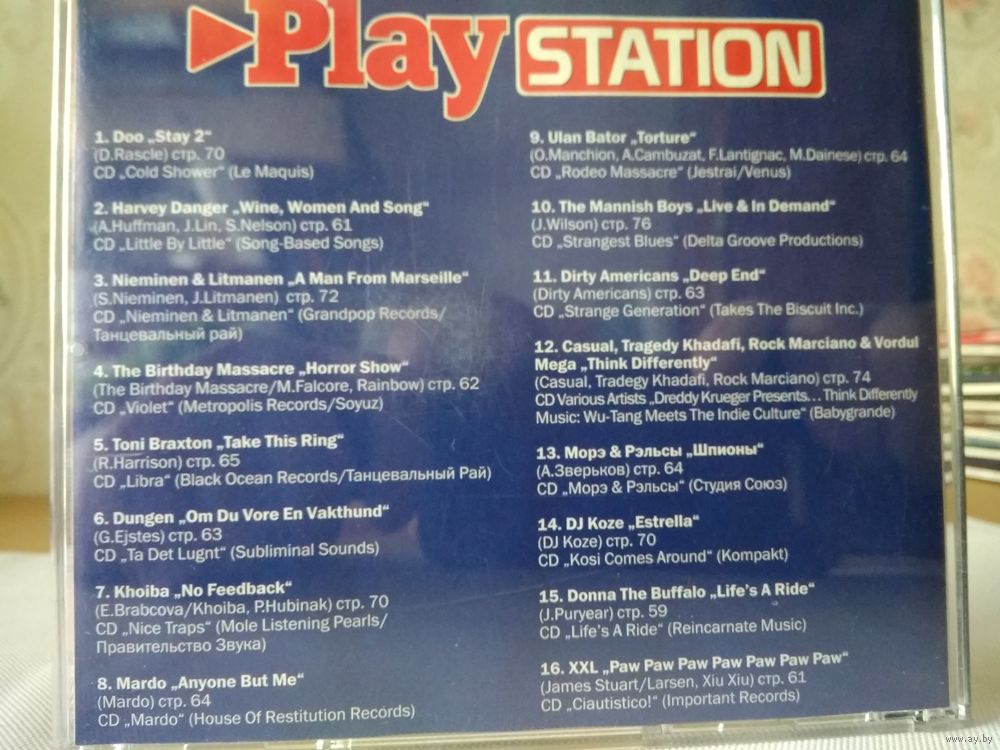 Play STATION
1. Doo „Stay 2“
(D.Rascle) стр. 70
CD „Cold Shower“ (Le Maquis)
2. Harvey Danger „Wine, Women And Song“
(A.Huffman, J.Lin, S.Nelson) стр. 61
CD „Little By Little“ (Song-Based Songs)
3. Nieminen & Litmanen „A Man From Marseille“
(S.Nieminen, J.Litmanen) стр. 72
CD „Nieminen & Litmanen“ (Grandpop Records/
Танцевальный рай)
4. The Birthday Massacre „Horror Show“
(The Birthday Massacre/M.Falcore, Rainbow) стр. 62
CD „Violet“ (Metropolis Records/Soyuz)
5. Toni Braxton „Take This Ring“
(R.Harrison) стр. 65
CD „Libra“ (Black Ocean Records/Танцевальный Рай)
6. Dungen „Om Du Vore En Vakthund“
(G.Ejstes) стр. 63
CD „Ta Det Lugnt“ (Subliminal Sounds)
7. Khoiba „No Feedback“
(E.Brabcova/Khoiba, P.Hubinak) стр. 70
CD „Nice Traps“ (Mole Listening Pearls/
Правительство Звука)
8. Mardo „Anyone But Me“
(Mardo) стр. 64
CD „Mardo“ (House Of Restitution Records)
9. Ulan Bator „Torture“
(O.Manchion, A.Cambuzat, F.Lantignac, M.Dainese) стр. 64
CD „Rodeo Massacre“ (Jestrai/Venus)
10. The Mannish Boys „Live & In Demand“
(J.Wilson) стр. 76
CD „Strangest Blues“ (Delta Groove Productions)
11. Dirty Americans „Deep End“
(Dirty Americans) стр. 63
CD „Strange Generation“ (Takes The Biscuit Inc.)
12. Casual, Tragedy Khadafi, Rock Marciano & Vordul
Mega „Think Differently“
(Casual, Tradegy Khadafi, Rock Marciano) стр. 74
CD Various Artists „Dreddy Krueger Presents... Think Differently
Music: Wu-Tang Meets The Indie Culture“ (Babygrande)
13. Морэ & Рэльсы „Шпионы“
(А.Зверьков) стр. 64
CD „Морэ & Рэльсы“ (Студия Союз)
14. DJ Koze „Estrella“
(DJ Koze) стр. 70
CD „Kosi Comes Around“ (Kompakt)
15. Donna The Buffalo „Life's A Ride“
(J.Puryear) стр. 59
CD „Life's A Ride“ (Reincarnate Music)
16. XXL „Paw Paw Paw Paw Paw Paw Paw“
(James Stuart/Larsen, Xiu Xiu) стр. 61
CD „Ciautistico!“ (Important Records)
www.ay.by